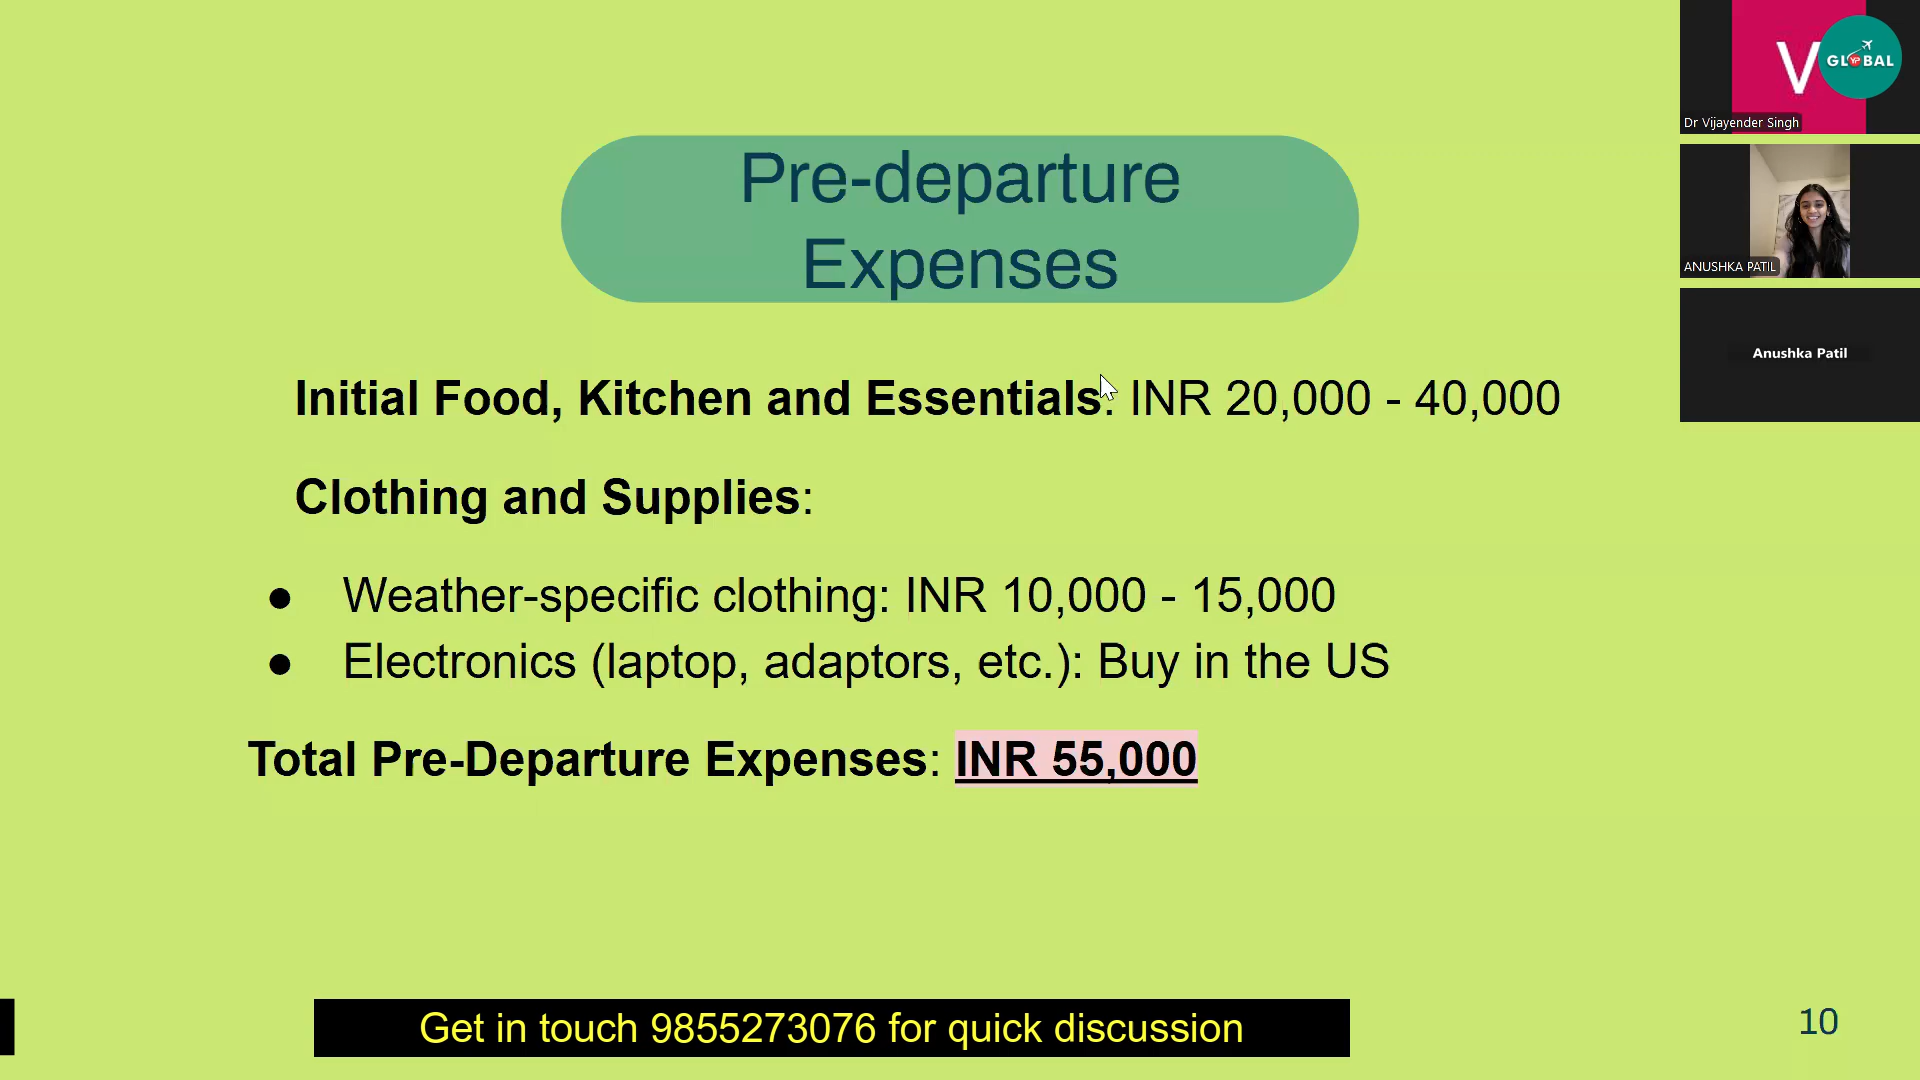 Pre-departure
Expenses
Initial Food, Kitchen and Essentials: INR 20,000 - 40,000
Clothing and Supplies:
● Weather-specific clothing: INR 10,000 - 15,000
● Electronics (laptop, adaptors, etc.): Buy in the US
Total Pre-Departure Expenses: INR 55,000
Get in touch 9855273076 for quick discussion
10
V
GLYPBAL
Dr Vijayender Singh
ANUSHKA PATIL
Anushka Patil